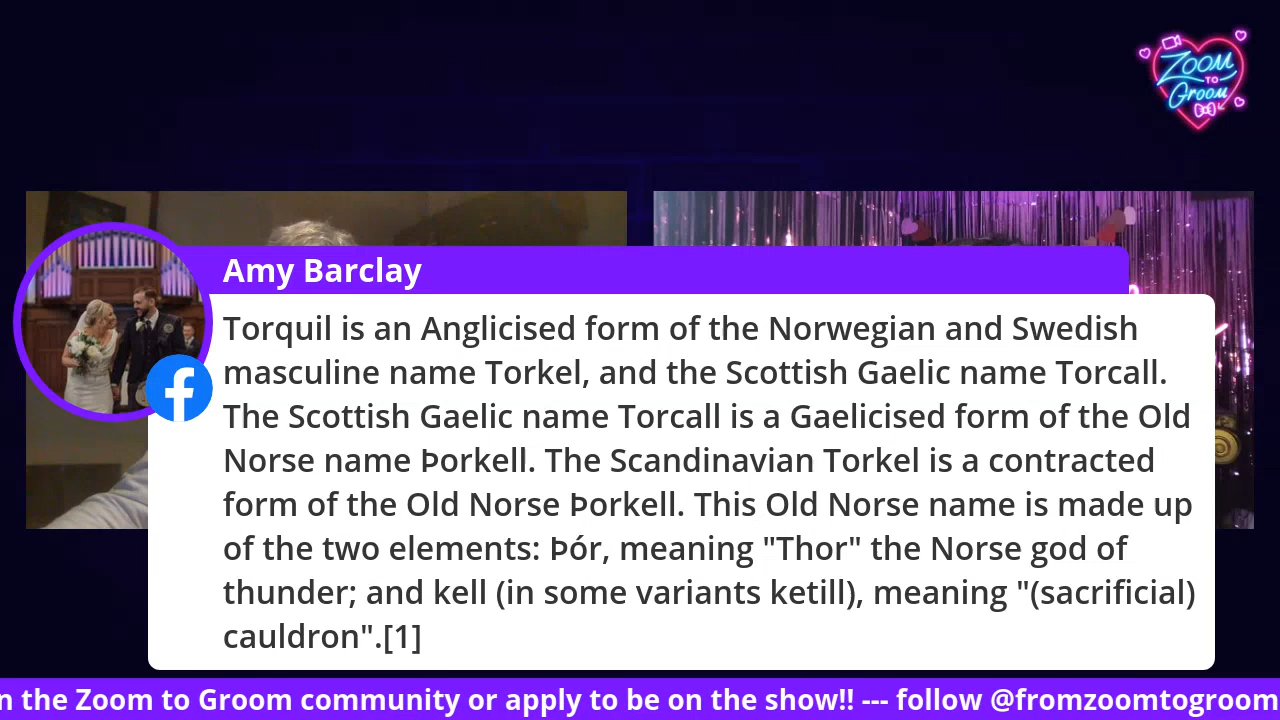 Zoom
TO
Groom
Amy Barclay
Torquil is an Anglicised form of the Norwegian and Swedish
masculine name Torkel, and the Scottish Gaelic name Torcall.
The Scottish Gaelic name Torcall is a Gaelicised form of the Old
Norse name Þorkell. The Scandinavian Torkel is a contracted
form of the Old Norse Þorkell. This Old Norse name is made up
of the two elements: Þór, meaning "Thor" the Norse god of
thunder; and kell (in some variants ketill), meaning "(sacrificial)
cauldron".[1]
n the Zoom to Groom community or apply to be on the show!! --- follow @fromzoomtogroom